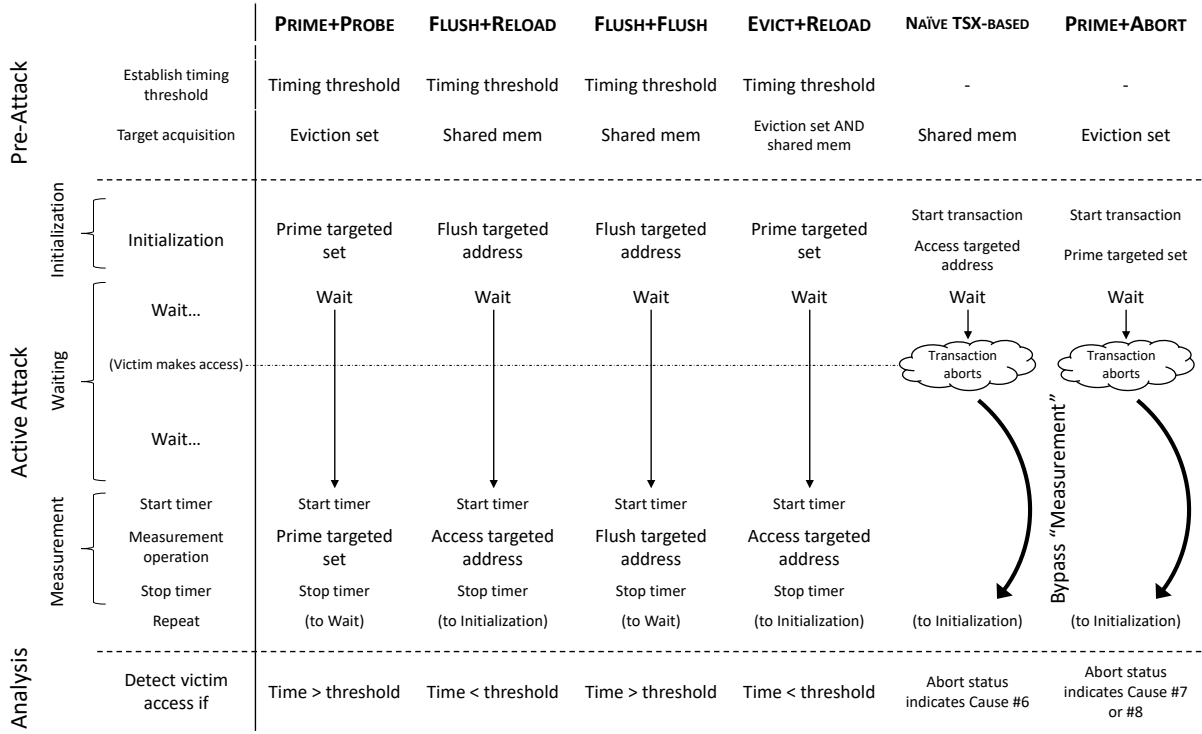 PRIME+PROBE FLUSH+RELOAD FLUSH+FLUSH EVICT+RELOAD NAÏVE TSX-BASED PRIME+ABORT
Pre-Attack
Establish timing
threshold
Timing threshold Timing threshold Timing threshold Timing threshold - -
Target acquisition Eviction set Shared mem Shared mem
Eviction set AND
shared mem
Shared mem Eviction set
Active Attack
Initialization
Initialization
Prime targeted
set
Flush targeted
address
Flush targeted
address
Prime targeted
set
Start transaction
Access targeted
address
Start transaction
Prime targeted set
Waiting
Wait... Wait Wait Wait Wait Wait Wait
(Victim makes access)
Transaction
aborts
Transaction
aborts
Wait...
Bypass “Measurement”
Measurement
Start timer Start timer Start timer Start timer Start timer
Measurement
operation
Prime targeted
set
Access targeted
address
Flush targeted
address
Access targeted
address
Stop timer Stop timer Stop timer Stop timer Stop timer
Repeat (to Wait) (to Initialization) (to Wait) (to Initialization) (to Initialization) (to Initialization)
Analysis
Detect victim
access if
Time > threshold Time < threshold Time > threshold Time < threshold
Abort status
indicates Cause #6
Abort status
indicates Cause #7
or #8